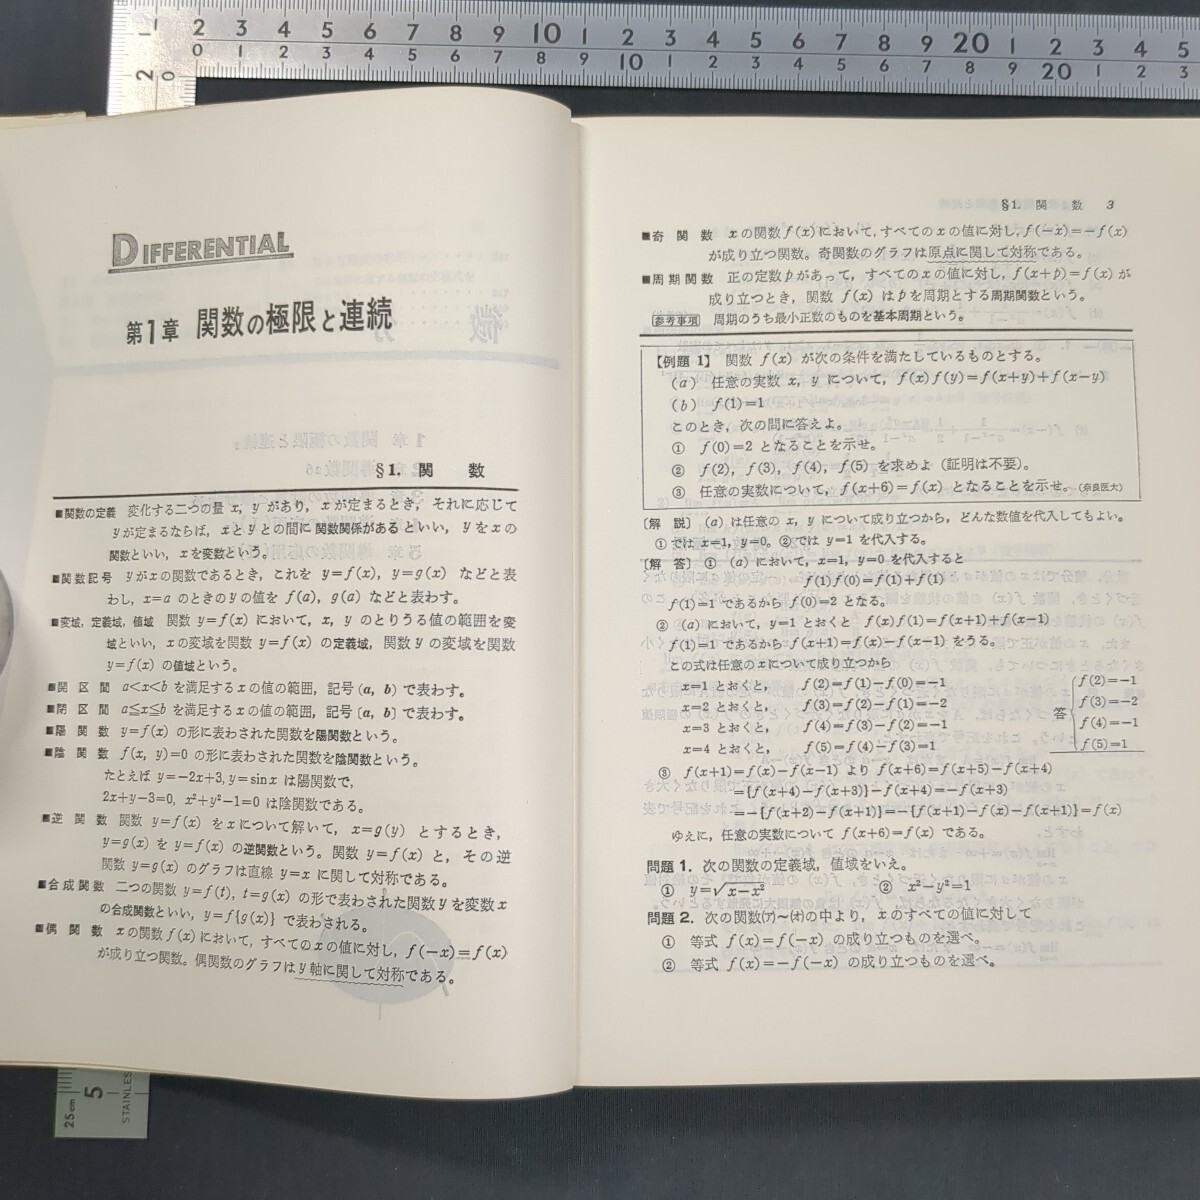 DIFFERENTIAL
第1章 関数の極限と連続
§1. 関 数
■関数の定義 変化する二つの量 x, y があり, x が定まるとき, それに応じて
yが定まるならば, xとyとの間に関数関係があるといい, yをxの
関数といい, xを変数という。
■関数記号 yがxの関数であるとき, これを y=f(x), y=g(x) などと表
わし, x=a のときのyの値を f(a), g(a) などと表わす。
■変域, 定義域, 値域 関数 y=f(x) において, x, y のとりうる値の範囲を変
域といい, xの変域を関数 y=f(x) の定義域, 関数yの変域を関数
y=f(x) の値域という。
■開 区 間 a<x<b を満足するxの値の範囲, 記号(a, b)で表わす。
■閉 区 間 a≦x≦b を満足するxの値の範囲, 記号〔a, b〕で表わす。
■陽 関 数 y=f(x) の形に表わされた関数を陽関数という。
■陰 関 数 f(x, y)=0 の形に表わされた関数を陰関数という。
たとえば y=-2x+3, y=sinx は陽関数で,
2x+y-3=0, x²+y²-1=0 は陰関数である。
■逆 関 数 関数 y=f(x) をxについて解いて, x=g(y) とするとき,
y=g(x) を y=f(x) の逆関数という。関数 y=f(x) と, その逆
関数 y=g(x) のグラフは直線 y=x に関して対称である。
■合成関数 二つの関数 y=f(t), t=g(x) の形で表わされた関数yを変数x
の合成関数といい, y=f{g(x)} で表わされる。
■偶 関 数 xの関数f(x)において, すべてのxの値に対し, f(-x)=f(x)
が成り立つ関数。偶関数のグラフはy軸に関して対称である。
§1. 関 数 3
■奇 関 数 xの関数f(x)において, すべてのxの値に対し, f(-x)=-f(x)
が成り立つ関数。奇関数のグラフは原点に関して対称である。
■周期関数 正の定数pがあって, すべてのxの値に対し, f(x+p)=f(x) が
成り立つとき, 関数 f(x) はpを周期とする周期関数という。
参考事項 周期のうち最小正数のものを基本周期という。
【例題 1】 関数 f(x) が次の条件を満たしているものとする。
(a) 任意の実数 x, y について, f(x)f(y)=f(x+y)+f(x-y)
(b) f(1)=1
このとき, 次の問に答えよ。
① f(0)=2 となることを示せ。
② f(2), f(3), f(4), f(5) を求めよ (証明は不要)。
③ 任意の実数について, f(x+6)=f(x) となることを示せ。(奈良医大)
〔解 説〕 (a) は任意の x, y について成り立つから, どんな数値を代入してもよい。
①では x=1, y=0。②では y=1 を代入する。
〔解 答〕 ① (a) において, x=1, y=0 を代入すると
f(1)f(0)=f(1)+f(1)
f(1)=1 であるから f(0)=2 となる。
② (a)において, y=1 とおくと f(x)f(1)=f(x+1)+f(x-1)
f(1)=1 であるから f(x+1)=f(x)-f(x-1) をうる。
この式は任意のxについて成り立つから
x=1 とおくと, f(2)=f(1)-f(0)=-1
x=2 とおくと, f(3)=f(2)-f(1)=-2
x=3 とおくと, f(4)=f(3)-f(2)=-1
x=4 とおくと, f(5)=f(4)-f(3)=1
答 { f(2)=-1
f(3)=-2
f(4)=-1
f(5)=1
③ f(x+1)=f(x)-f(x-1) より f(x+6)=f(x+5)-f(x+4)
={f(x+4)-f(x+3)}-f(x+4)=-f(x+3)
=-{f(x+2)-f(x+1)}=-{f(x+1)-f(x)-f(x+1)}=f(x)
ゆえに, 任意の実数について f(x+6)=f(x) である。
問題1. 次の関数の定義域, 値域をいえ。
① y=√x-x² ② x²-y²=1
問題2. 次の関数(ア)~(オ)の中より, xのすべての値に対して
① 等式 f(x)=f(-x) の成り立つものを選べ。
② 等式 f(x)=-f(-x) の成り立つものを選べ。